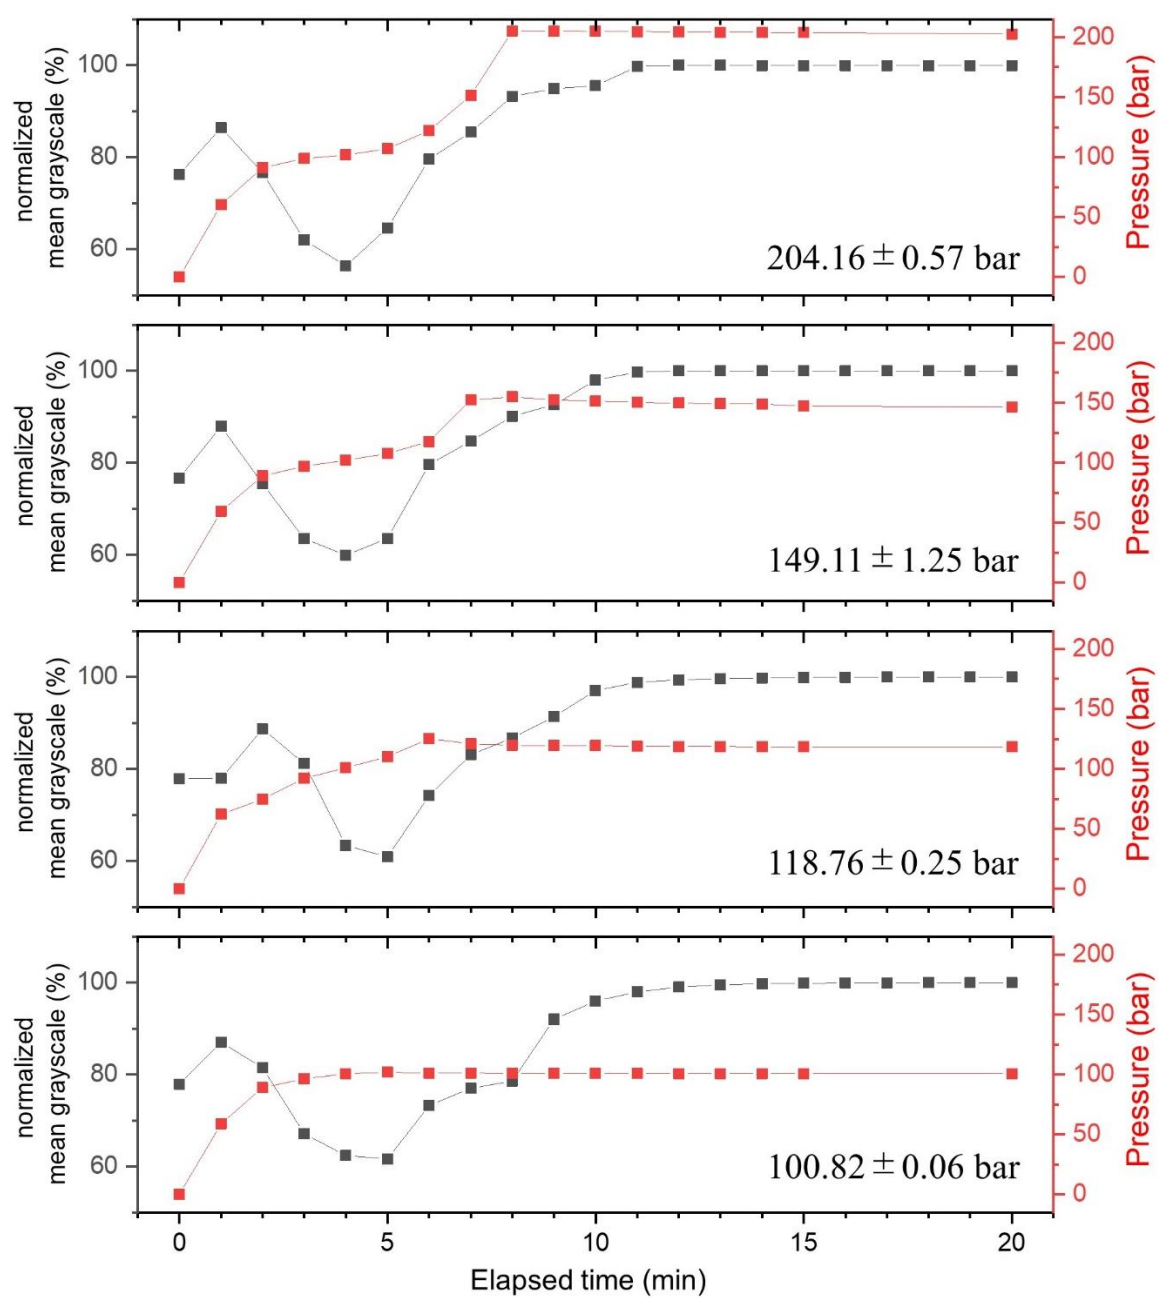 normalized
mean grayscale (%)
100
80
60
200
150
100
50
0
Pressure (bar)
204.16 ± 0.57 bar
normalized
mean grayscale (%)
100
80
60
200
150
100
50
0
Pressure (bar)
149.11 ± 1.25 bar
normalized
mean grayscale (%)
100
80
60
200
150
100
50
0
Pressure (bar)
118.76 ± 0.25 bar
normalized
mean grayscale (%)
100
80
60
200
150
100
50
0
Pressure (bar)
100.82 ± 0.06 bar
0 5 10 15 20
Elapsed time (min)